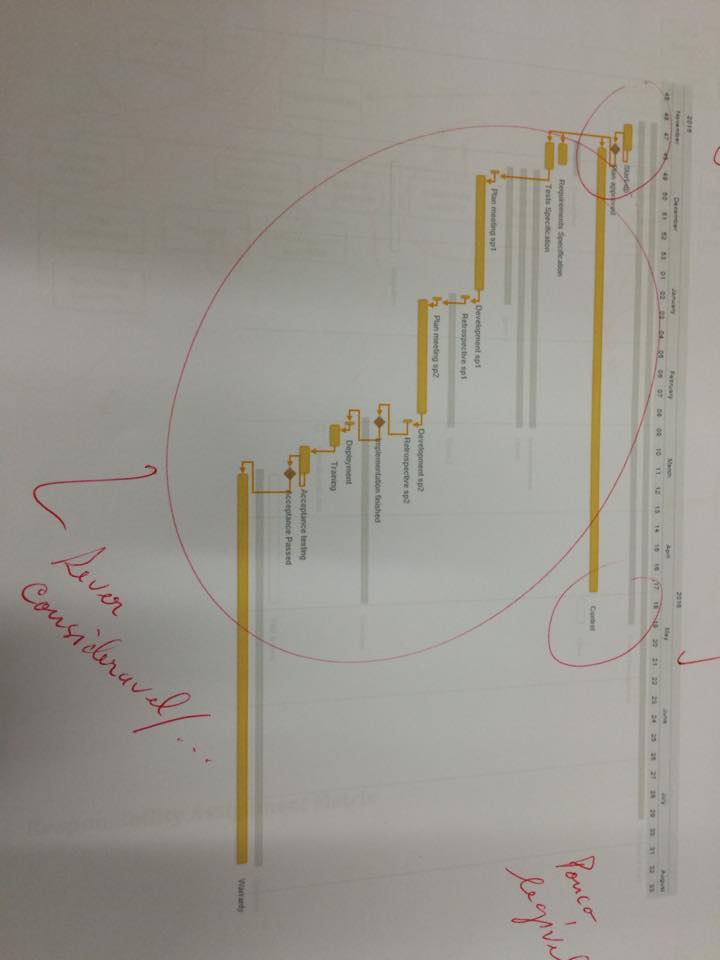 2015 2016
November December January February March April May June July August
45 46 47 48 49 50 51 52 53 01 02 03 04 05 06 07 08 09 10 11 12 13 14 15 16 17 18 19 20 21 22 23 24 25 26 27 28 29 30 31 32 33
Start-up
Plan approved
Control
Requirements Specification
Tests Specification
Plan meeting sp1
Development sp1
Retrospective sp1
Plan meeting sp2
Development sp2
Retrospective sp2
Implementation finished
Deployment
Training
Acceptance testing
Acceptance Passed
Warranty
Pouco
legível
Rever
consideravel/...
Responsibility Assignment Matrix